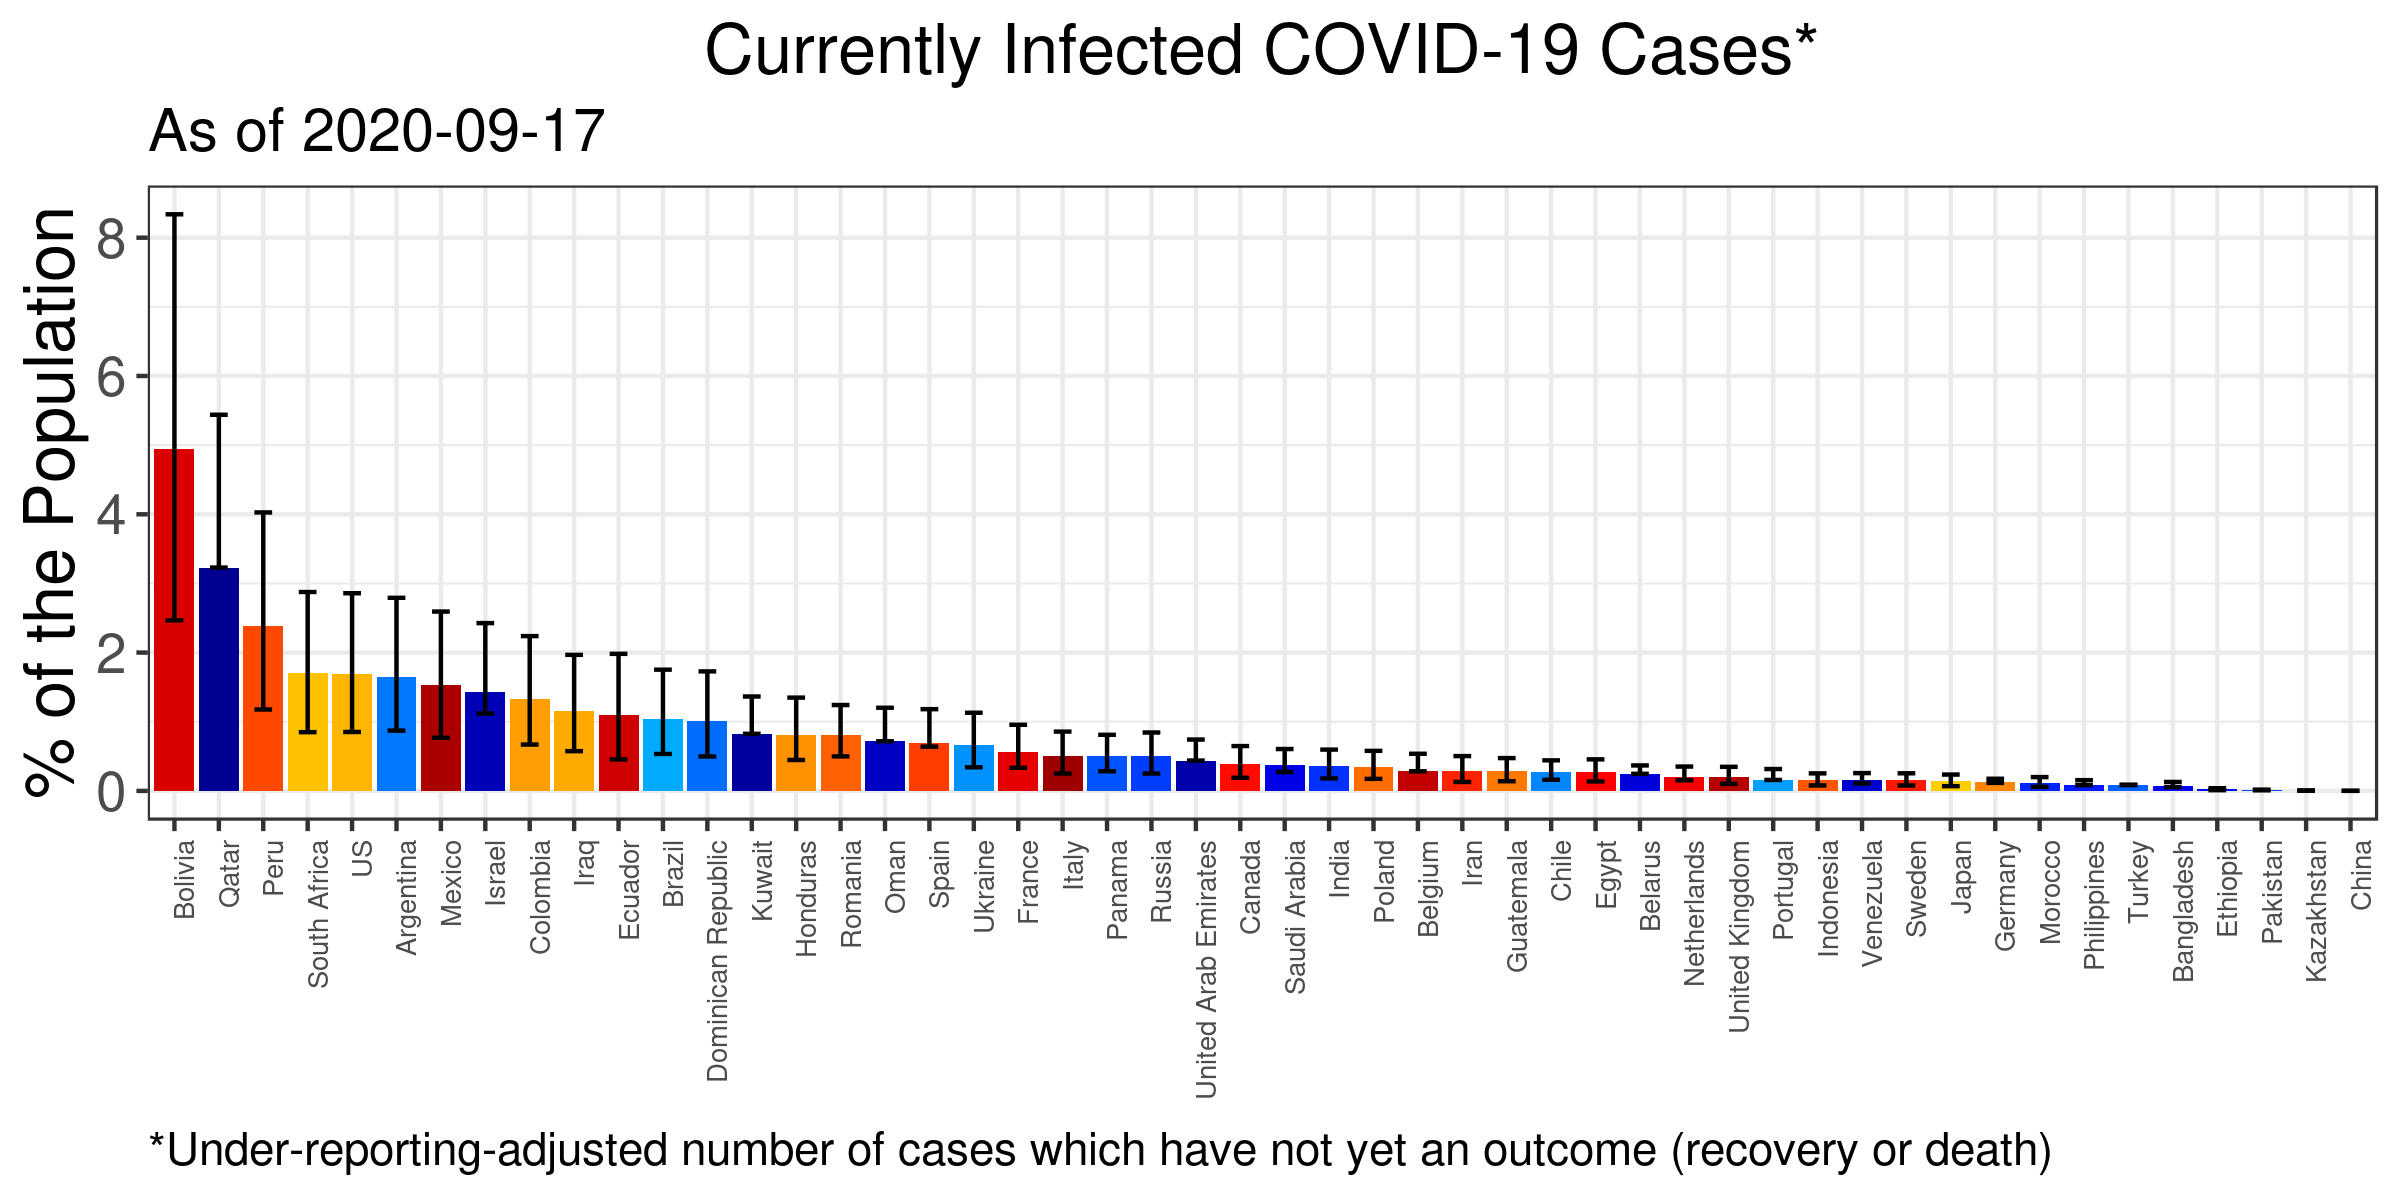 Currently Infected COVID-19 Cases*
As of 2020-09-17
% of the Population
8
6
4
2
0
Bolivia
Qatar
Peru
South Africa
US
Argentina
Mexico
Israel
Colombia
Iraq
Ecuador
Brazil
Dominican Republic
Kuwait
Honduras
Romania
Oman
Spain
Ukraine
France
Italy
Panama
Russia
United Arab Emirates
Canada
Saudi Arabia
India
Poland
Belgium
Iran
Guatemala
Chile
Egypt
Belarus
Netherlands
United Kingdom
Portugal
Indonesia
Venezuela
Sweden
Japan
Germany
Morocco
Philippines
Turkey
Bangladesh
Ethiopia
Pakistan
Kazakhstan
China
*Under-reporting-adjusted number of cases which have not yet an outcome (recovery or death)